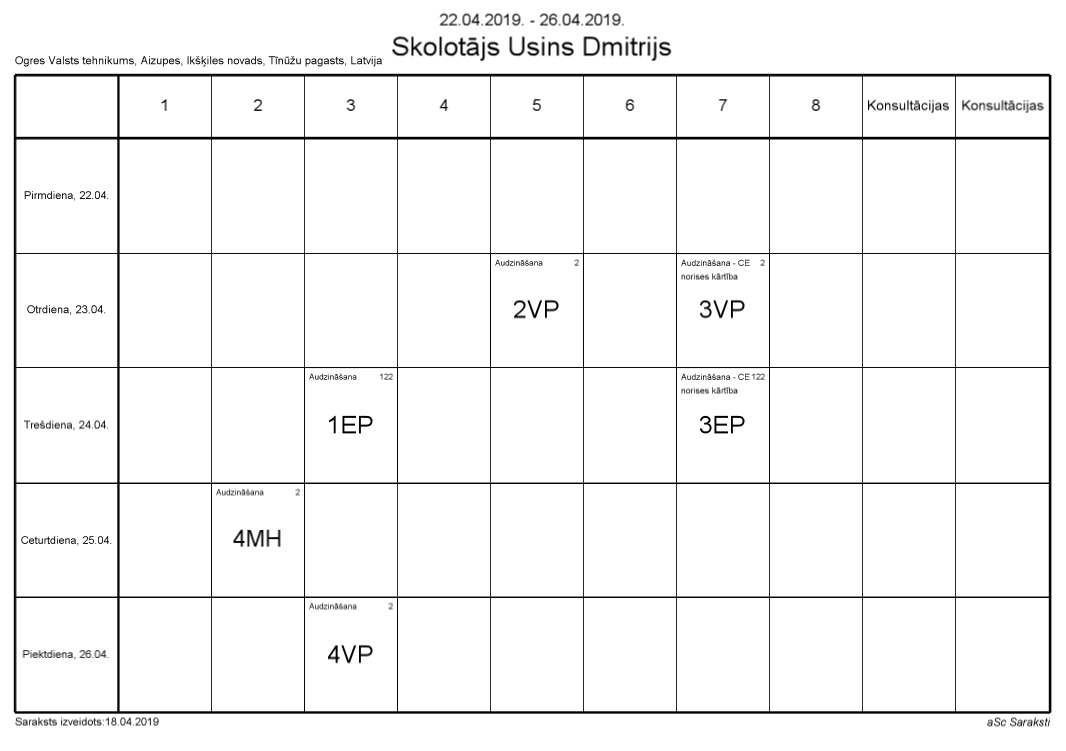 22.04.2019. - 26.04.2019.
Skolotājs Usins Dmitrijs
Ogres Valsts tehnikums, Aizupes, Ikšķiles novads, Tīnūžu pagasts, Latvija
1 2 3 4 5 6 7 8 Konsultācijas Konsultācijas
Pirmdiena, 22.04.
Otrdiena, 23.04.
Audzināšana 2
2VP
Audzināšana - CE 2
norises kārtība
3VP
Trešdiena, 24.04.
Audzināšana 122
1EP
Audzināšana - CE 122
norises kārtība
3EP
Ceturtdiena, 25.04.
Audzināšana 2
4MH
Piektdiena, 26.04.
Audzināšana 2
4VP
Saraksts izveidots:18.04.2019
aSc Saraksti